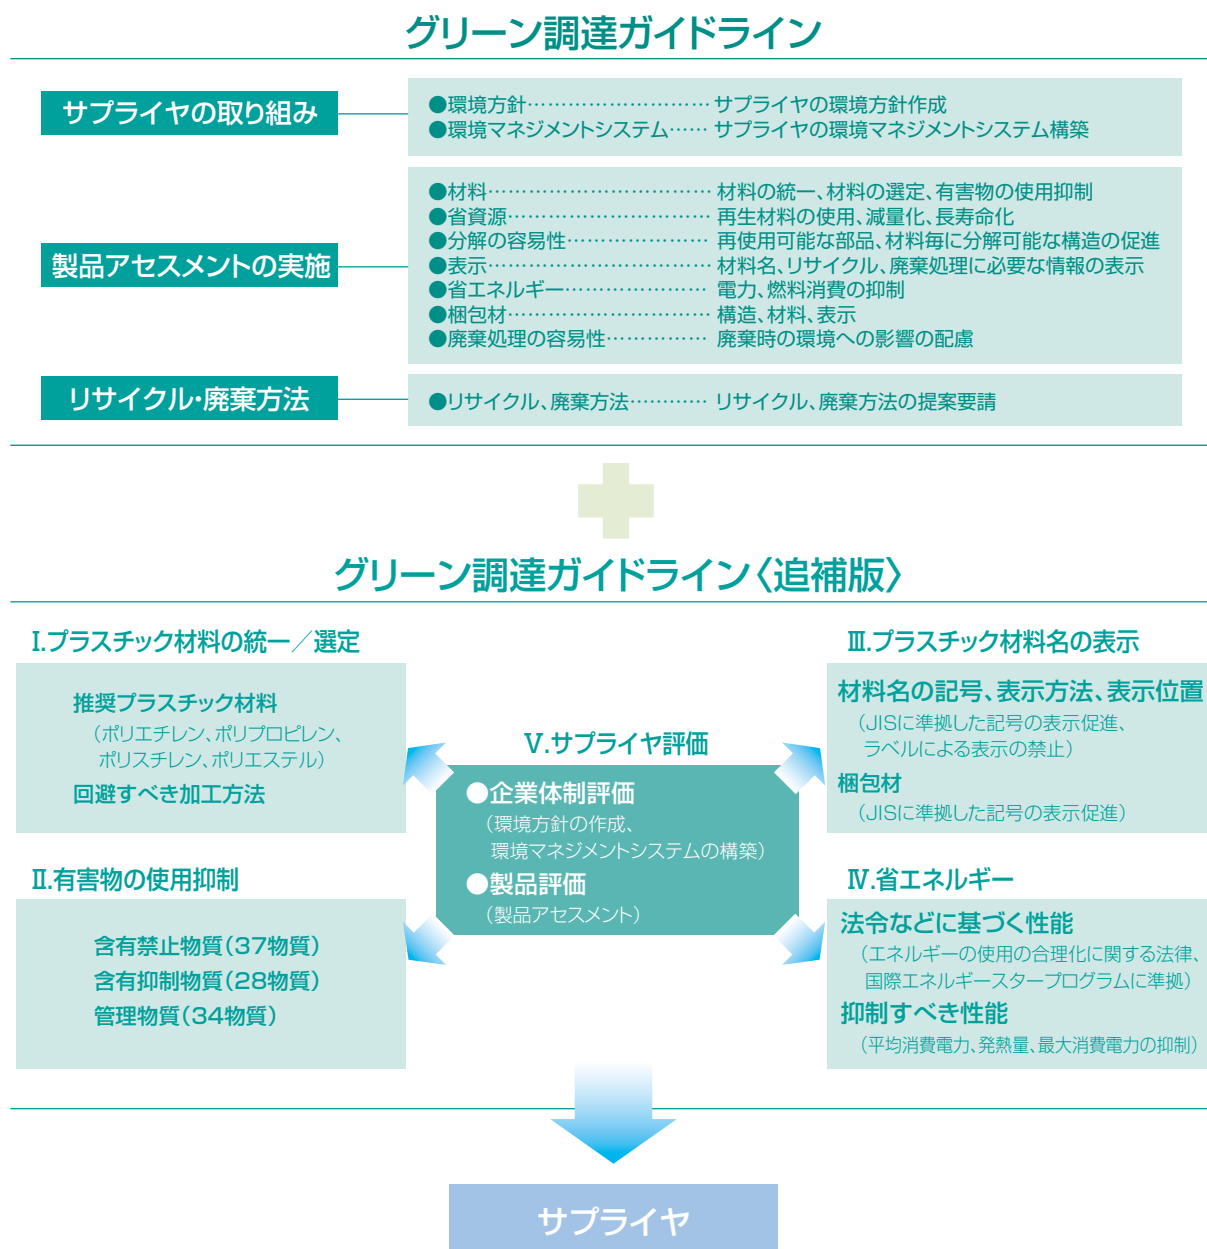 グリーン調達ガイドライン
サプライヤの取り組み
●環境方針………………………サプライヤの環境方針作成
●環境マネジメントシステム……サプライヤの環境マネジメントシステム構築
製品アセスメントの実施
●材料……………………………材料の統一、材料の選定、有害物の使用抑制
●省資源…………………………再生材料の使用、減量化、長寿命化
●分解の容易性…………………再使用可能な部品、材料毎に分解可能な構造の促進
●表示……………………………材料名、リサイクル、廃棄処理に必要な情報の表示
●省エネルギー…………………電力、燃料消費の抑制
●梱包材…………………………構造、材料、表示
●廃棄処理の容易性……………廃棄時の環境への影響の配慮
リサイクル・廃棄方法
●リサイクル、廃棄方法…………リサイクル、廃棄方法の提案要請
グリーン調達ガイドライン〈追補版〉
Ⅰ.プラスチック材料の統一／選定
推奨プラスチック材料
（ポリエチレン、ポリプロピレン、
ポリスチレン、ポリエステル）
回避すべき加工方法
Ⅱ.有害物の使用抑制
含有禁止物質（37物質）
含有抑制物質（28物質）
管理物質（34物質）
Ⅴ.サプライヤ評価
●企業体制評価
（環境方針の作成、
環境マネジメントシステムの構築）
●製品評価
（製品アセスメント）
Ⅲ.プラスチック材料名の表示
材料名の記号、表示方法、表示位置
（JISに準拠した記号の表示促進、
ラベルによる表示の禁止）
梱包材
（JISに準拠した記号の表示促進）
Ⅳ.省エネルギー
法令などに基づく性能
（エネルギーの使用の合理化に関する法律、
国際エネルギースタープログラムに準拠）
抑制すべき性能
（平均消費電力、発熱量、最大消費電力の抑制）
サプライヤ